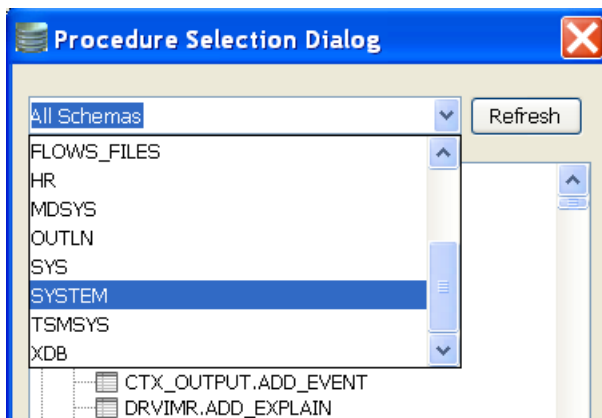 Procedure Selection Dialog
All Schemas Refresh
FLOWS_FILES
HR
MDSYS
OUTLN
SYS
SYSTEM
TSMSYS
XDB
CTX_OUTPUT.ADD_EVENT
DRVIMR.ADD_EXPLAIN